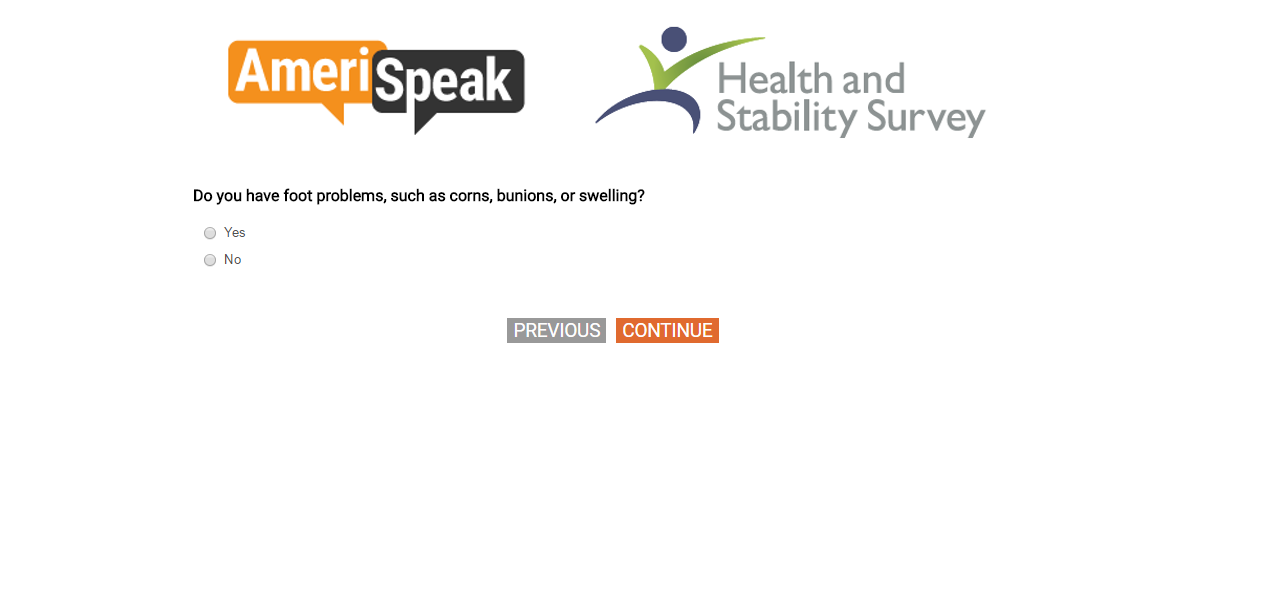 AmeriSpeak
Health and
Stability Survey
Do you have foot problems, such as corns, bunions, or swelling?
Yes
No
PREVIOUS CONTINUE